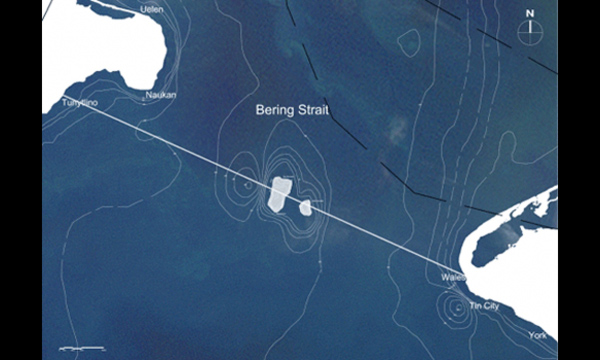 Uelen
N
Naukan
Tunytlino
Bering Strait
Wales
Tin City
York